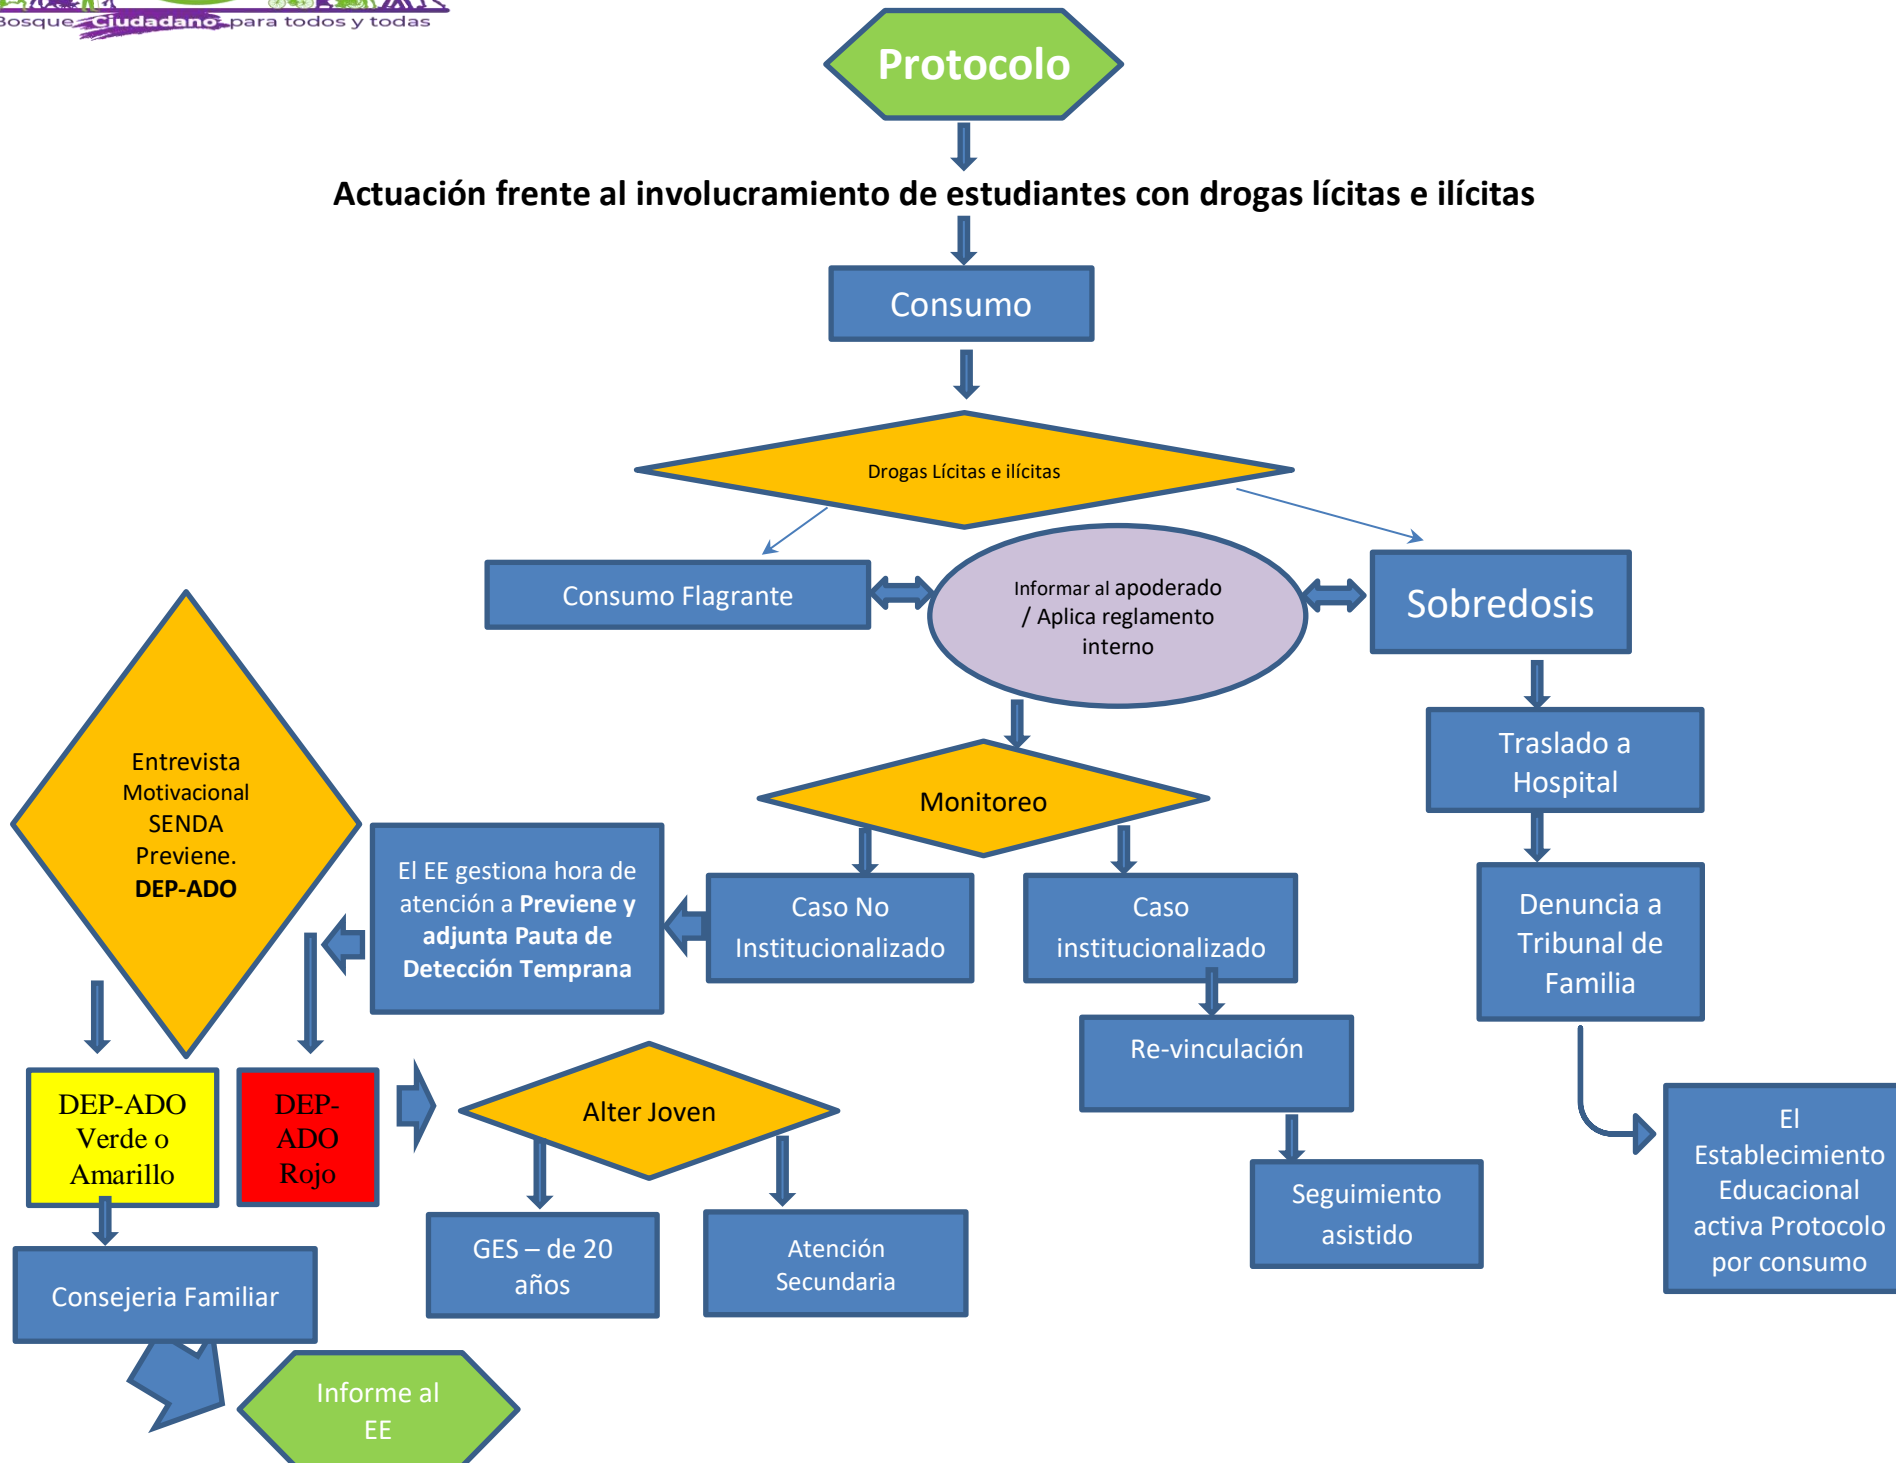 Bosque Ciudadano para todos y todas
Protocolo
Actuación frente al involucramiento de estudiantes con drogas lícitas e ilícitas
Consumo
Drogas Lícitas e ilícitas
Consumo Flagrante
Informar al apoderado
/ Aplica reglamento
interno
Sobredosis
Traslado a
Hospital
Denuncia a
Tribunal de
Familia
El
Establecimiento
Educacional
activa Protocolo
por consumo
Monitoreo
Caso No
Institucionalizado
Caso
institucionalizado
Re-vinculación
Seguimiento
asistido
El EE gestiona hora de
atención a Previene y
adjunta Pauta de
Detección Temprana
Entrevista
Motivacional
SENDA
Previene.
DEP-ADO
DEP-ADO
Verde o
Amarillo
DEP-
ADO
Rojo
Alter Joven
GES – de 20
años
Atención
Secundaria
Consejeria Familiar
Informe al
EE